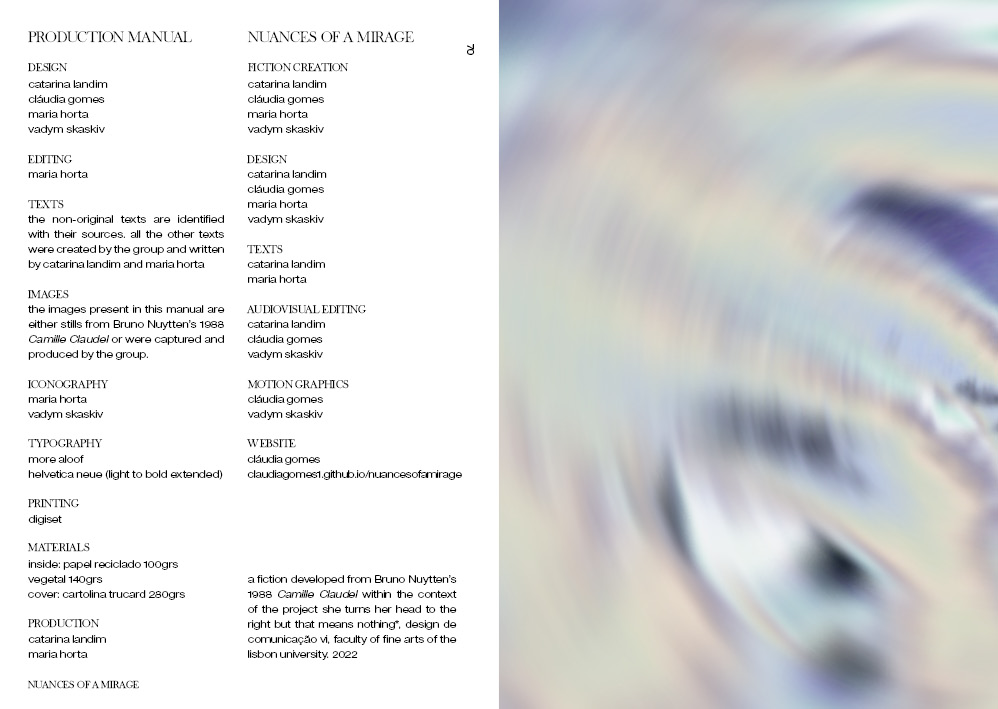 PRODUCTION MANUAL
DESIGN
catarina landim
cláudia gomes
maria horta
vadym skaskiv
EDITING
maria horta
TEXTS
the non-original texts are identified
with their sources. all the other texts
were created by the group and written
by catarina landim and maria horta
IMAGES
the images present in this manual are
either stills from Bruno Nuytten's 1988
Camille Claudel or were captured and
produced by the group.
ICONOGRAPHY
maria horta
vadym skaskiv
TYPOGRAPHY
more aloof
helvetica neue (light to bold extended)
PRINTING
digiset
MATERIALS
inside: papel reciclado 100grs
vegetal 140grs
cover: cartolina trucard 280grs
PRODUCTION
catarina landim
maria horta
NUANCES OF A MIRAGE
NUANCES OF A MIRAGE
FICTION CREATION
catarina landim
cláudia gomes
maria horta
vadym skaskiv
DESIGN
catarina landim
cláudia gomes
maria horta
vadym skaskiv
TEXTS
catarina landim
maria horta
AUDIOVISUAL EDITING
catarina landim
cláudia gomes
vadym skaskiv
MOTION GRAPHICS
cláudia gomes
vadym skaskiv
WEBSITE
cláudia gomes
claudiagomes1.github.io/nuancesofamirage
a fiction developed from Bruno Nuytten's
1988 Camille Claudel within the context
of the project she turns her head to the
right but that means nothing", design de
comunicação vi, faculty of fine arts of the
lisbon university. 2022
70